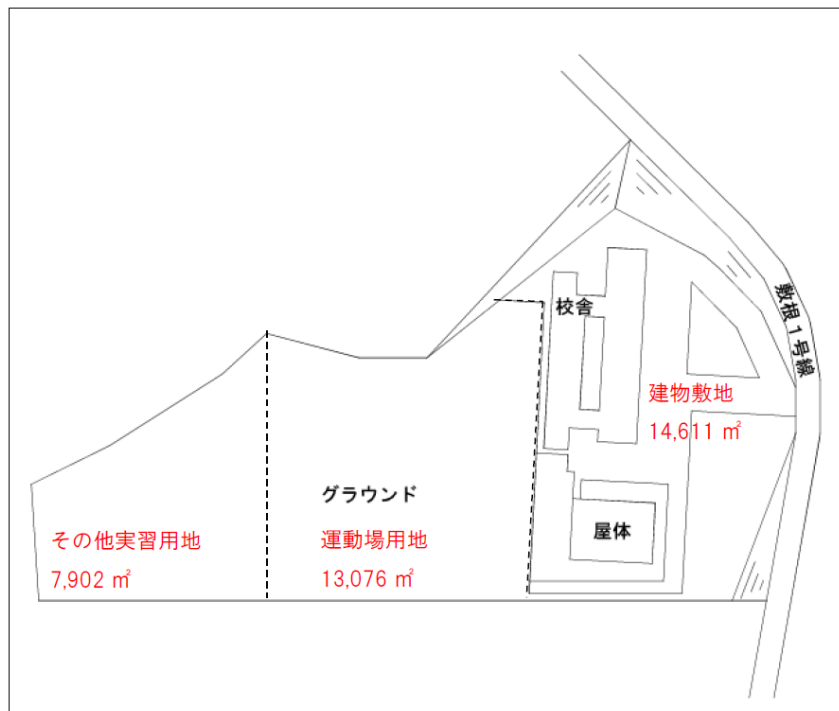 敷根1号線
校舎
建物敷地
14,611 ㎡
グラウンド
運動場用地
13,076 ㎡
その他実習用地
7,902 ㎡
屋体